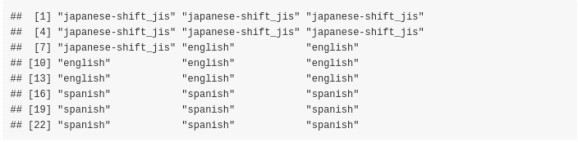 ##  [1] "japanese-shift_jis" "japanese-shift_jis" "japanese-shift_jis"
##  [4] "japanese-shift_jis" "japanese-shift_jis" "japanese-shift_jis"
##  [7] "japanese-shift_jis" "english"            "english"
## [10] "english"            "english"            "english"
## [13] "english"            "english"            "english"
## [16] "spanish"            "spanish"            "spanish"
## [19] "spanish"            "spanish"            "spanish"
## [22] "spanish"            "spanish"            "spanish"